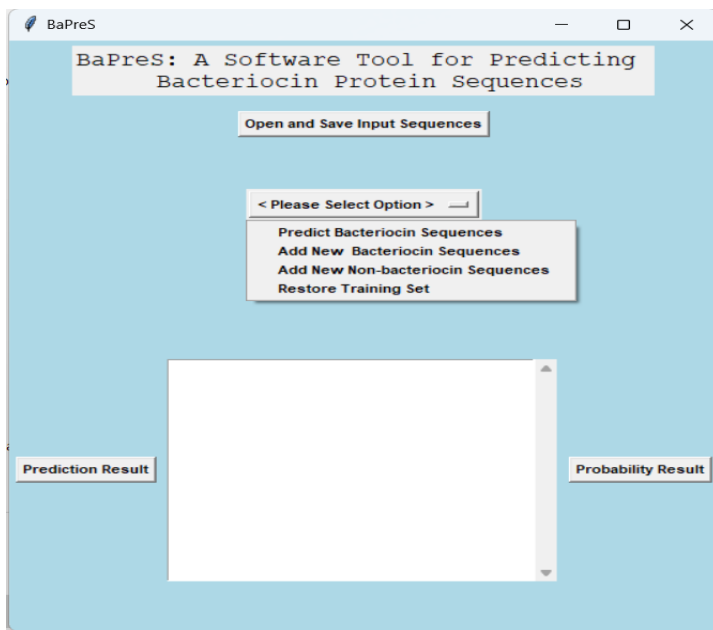 BaPreS
BaPreS: A Software Tool for Predicting
Bacteriocin Protein Sequences
Open and Save Input Sequences
< Please Select Option >
Predict Bacteriocin Sequences
Add New Bacteriocin Sequences
Add New Non-bacteriocin Sequences
Restore Training Set
Prediction Result
Probability Result